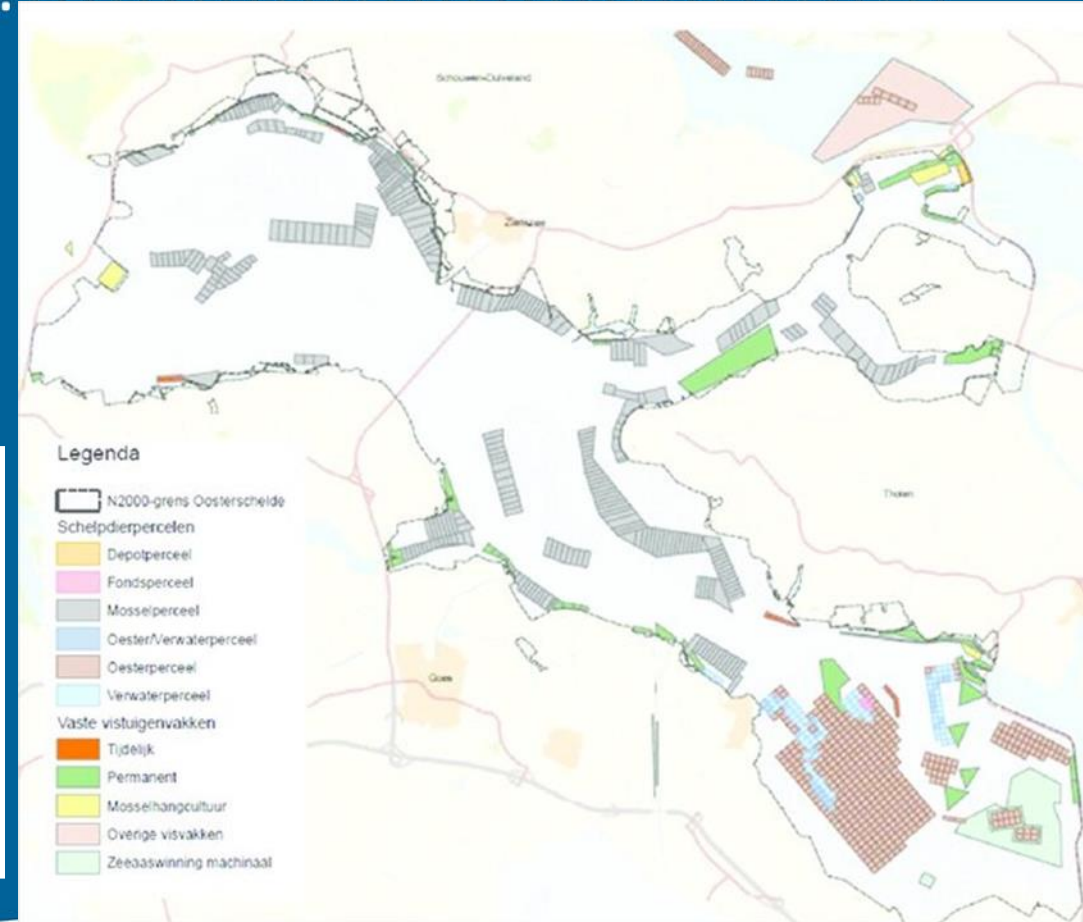 Schouwen-Duiveland
Zierikzee
Tholen
Goes
Legenda
N2000-grens Oosterschelde
Schelpdierpercelen
Depotperceel
Fondsperceel
Mosselperceel
Oester/Verwaterperceel
Oesterperceel
Verwaterperceel
Vaste vistuigenvakken
Tijdelijk
Permanent
Mosselhangcultuur
Overige visvakken
Zeeaaswinning machinaal